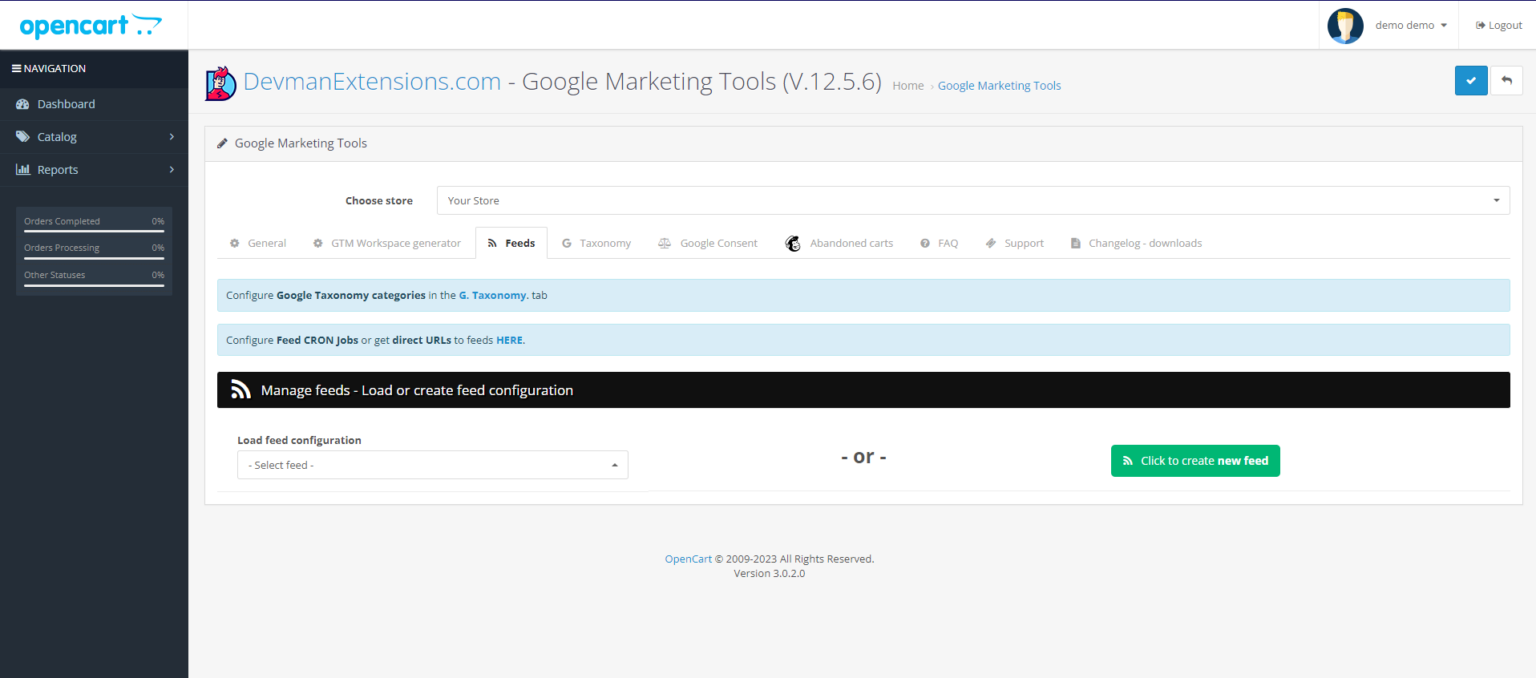 opencart
demo demo
Logout
NAVIGATION
Dashboard
Catalog
Reports
Orders Completed 0%
Orders Processing 0%
Other Statuses 0%
DevmanExtensions.com - Google Marketing Tools (V.12.5.6) Home › Google Marketing Tools
Google Marketing Tools
Choose store Your Store
General GTM Workspace generator Feeds G Taxonomy Google Consent Abandoned carts FAQ Support Changelog - downloads
Configure Google Taxonomy categories in the G. Taxonomy. tab
Configure Feed CRON Jobs or get direct URLs to feeds HERE.
Manage feeds - Load or create feed configuration
Load feed configuration
- Select feed -
- or -
Click to create new feed
OpenCart © 2009-2023 All Rights Reserved.
Version 3.0.2.0